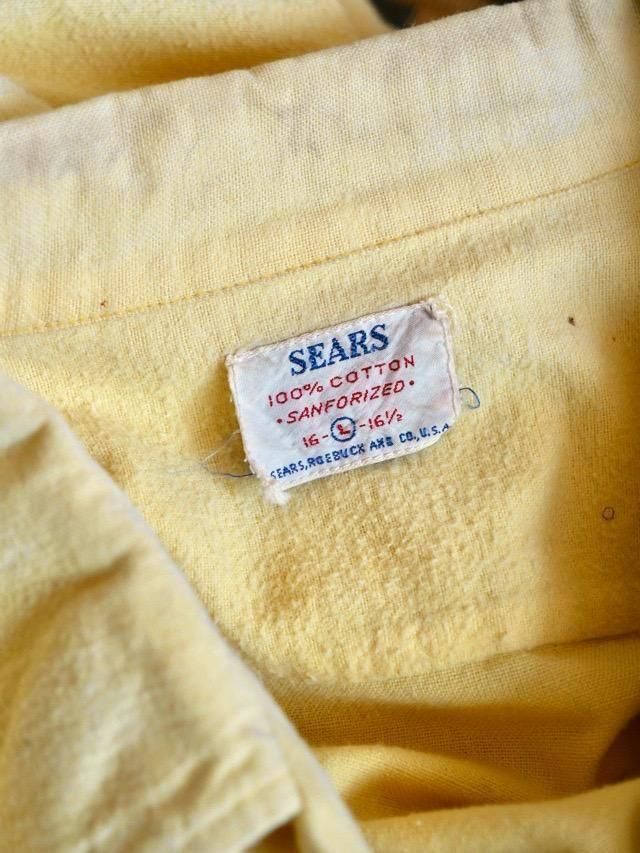 SEARS
100% COTTON
•SANFORIZED•
16-L-16½
SEARS, ROEBUCK AND CO., U.S.A.